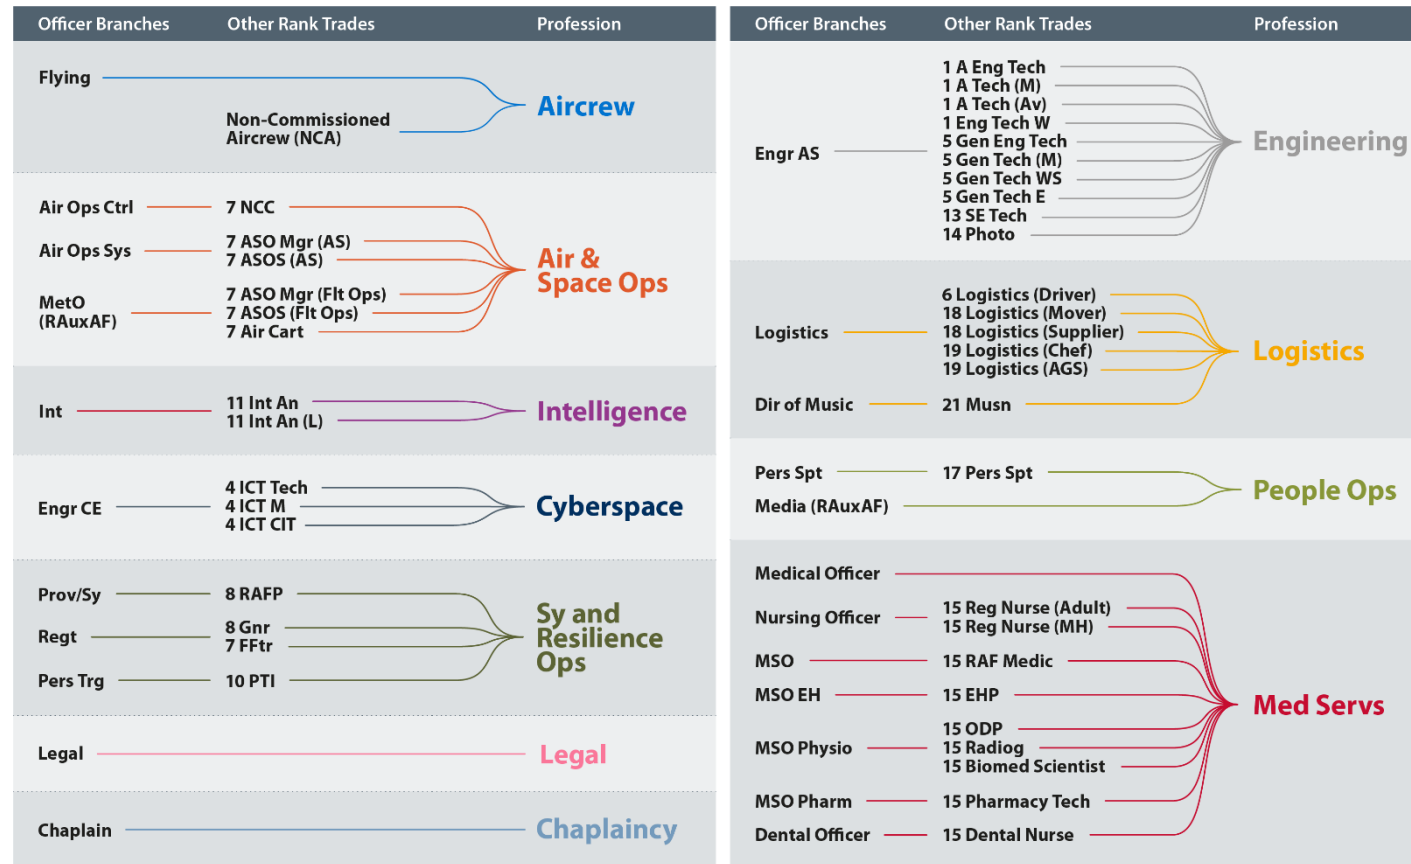 Officer Branches Other Rank Trades Profession
Flying
Non-Commissioned
Aircrew (NCA)
Aircrew
Air Ops Ctrl 7 NCC
Air Ops Sys 7 ASO Mgr (AS)
7 ASOS (AS)
MetO
(RAuxAF)
7 ASO Mgr (Flt Ops)
7 ASOS (Flt Ops)
7 Air Cart
Air &
Space Ops
Int 11 Int An
11 Int An (L)
Intelligence
Engr CE 4 ICT Tech
4 ICT M
4 ICT CIT
Cyberspace
Prov/Sy 8 RAFP
Regt 8 Gnr
7 FFtr
Pers Trg 10 PTI
Sy and
Resilience
Ops
Legal Legal
Chaplain Chaplaincy
Officer Branches Other Rank Trades Profession
Engr AS
1 A Eng Tech
1 A Tech (M)
1 A Tech (Av)
1 Eng Tech W
5 Gen Eng Tech
5 Gen Tech (M)
5 Gen Tech WS
5 Gen Tech E
13 SE Tech
14 Photo
Engineering
Logistics
6 Logistics (Driver)
18 Logistics (Mover)
18 Logistics (Supplier)
19 Logistics (Chef)
19 Logistics (AGS)
Dir of Music 21 Musn
Logistics
Pers Spt 17 Pers Spt
Media (RAuxAF)
People Ops
Medical Officer
Nursing Officer 15 Reg Nurse (Adult)
15 Reg Nurse (MH)
MSO 15 RAF Medic
MSO EH 15 EHP
MSO Physio 15 ODP
15 Radiog
15 Biomed Scientist
MSO Pharm 15 Pharmacy Tech
Dental Officer 15 Dental Nurse
Med Servs